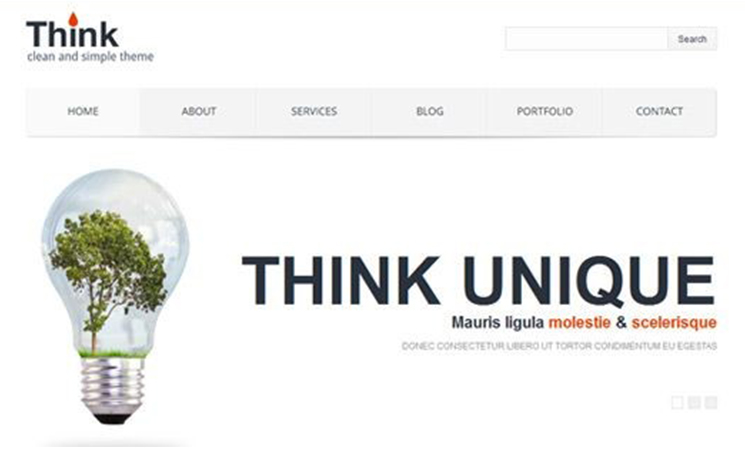 Think
clean and simple theme
Search
HOME ABOUT SERVICES BLOG PORTFOLIO CONTACT
THINK UNIQUE
Mauris ligula molestie & scelerisque
DONEC CONSECTETUR LIBERO UT TORTOR CONDIMENTUM EU EGESTAS